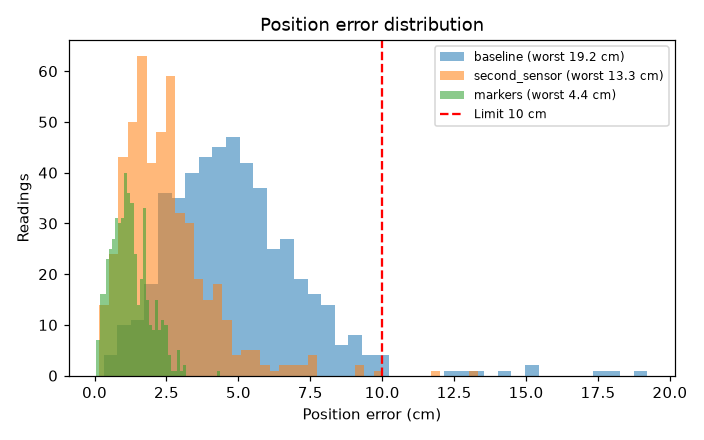 Position error distribution
baseline (worst 19.2 cm)
second_sensor (worst 13.3 cm)
markers (worst 4.4 cm)
Limit 10 cm
Readings
60
50
40
30
20
10
0
0.0 2.5 5.0 7.5 10.0 12.5 15.0 17.5 20.0
Position error (cm)